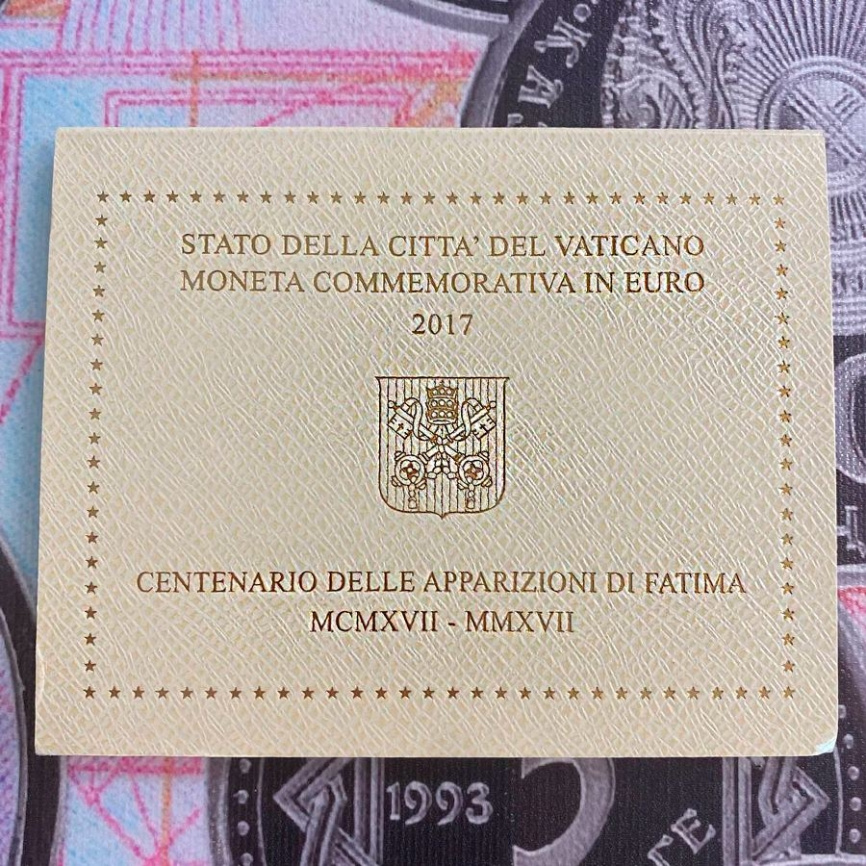 STATO DELLA CITTA' DEL VATICANO
MONETA COMMEMORATIVA IN EURO
2017
CENTENARIO DELLE APPARIZIONI DI FATIMA
MCMXVII - MMXVII
1993